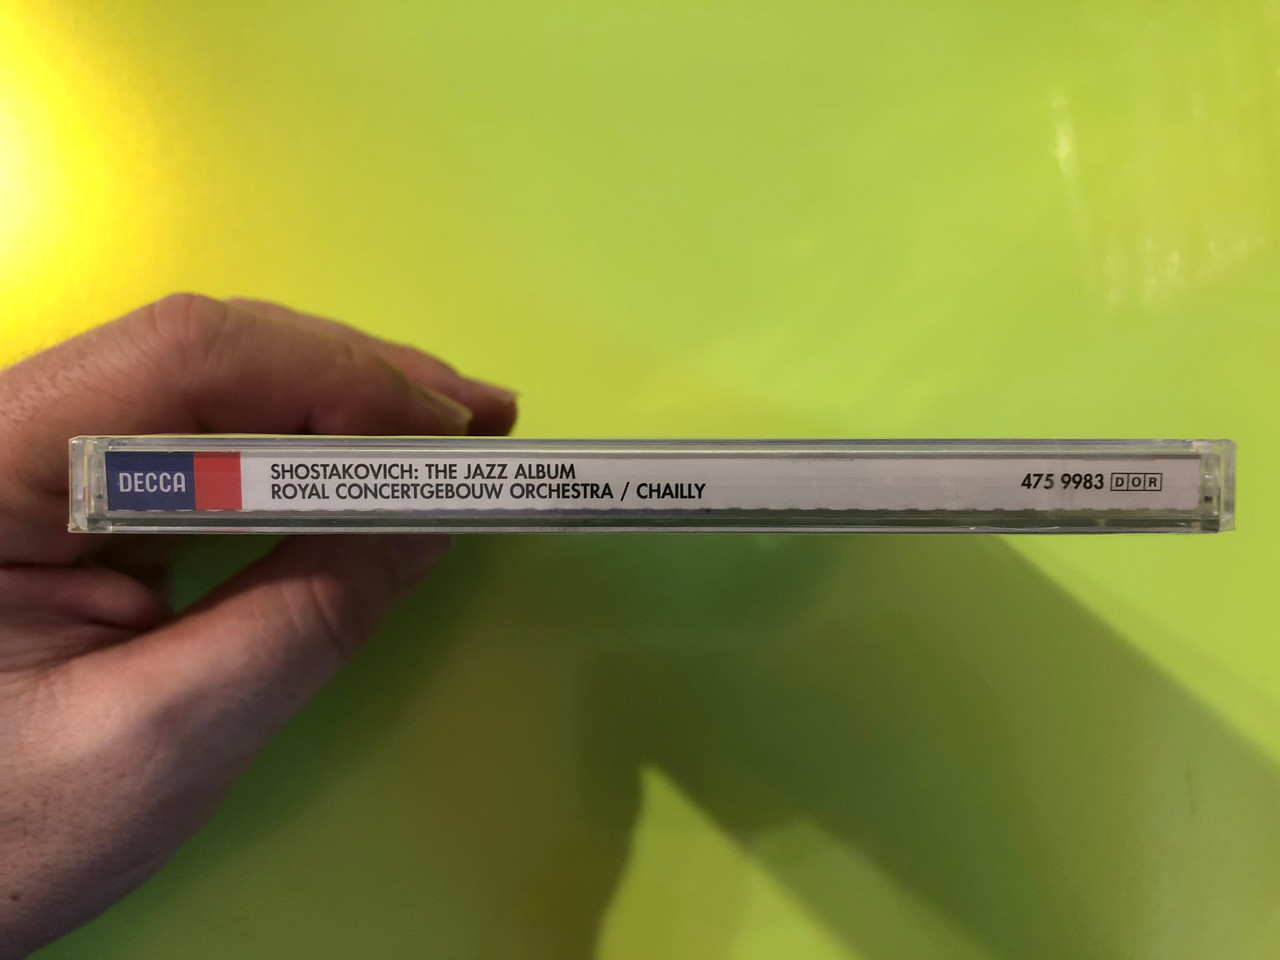 DECCA
SHOSTAKOVICH: THE JAZZ ALBUM
ROYAL CONCERTGEBOUW ORCHESTRA / CHAILLY
475 9983 DOR